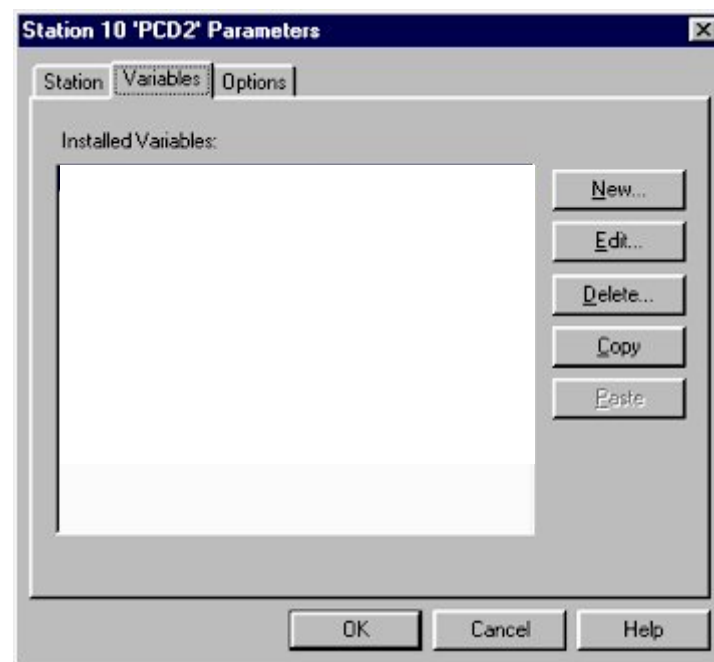 Station 10 'PCD2' Parameters
Station Variables Options
Installed Variables:
New...
Edit...
Delete...
Copy
Paste
OK Cancel Help